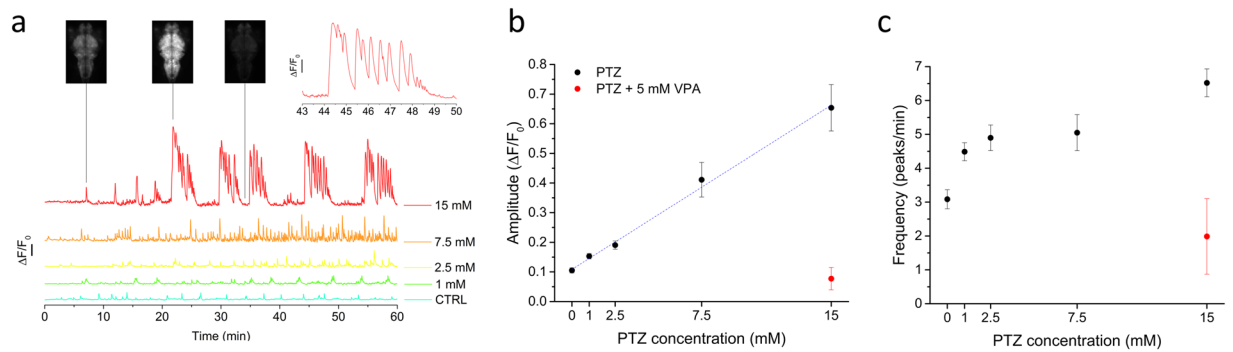 a
ΔF/F0
43 44 45 46 47 48 49 50
15 mM
7.5 mM
2.5 mM
1 mM
CTRL
ΔF/F0
0 10 20 30 40 50 60
Time (min)
b
PTZ
PTZ + 5 mM VPA
Amplitude (ΔF/F0)
0.8
0.7
0.6
0.5
0.4
0.3
0.2
0.1
0.0
0 1 2.5 7.5 15
PTZ concentration (mM)
c
Frequency (peaks/min)
7
6
5
4
3
2
1
0
0 1 2.5 7.5 15
PTZ concentration (mM)